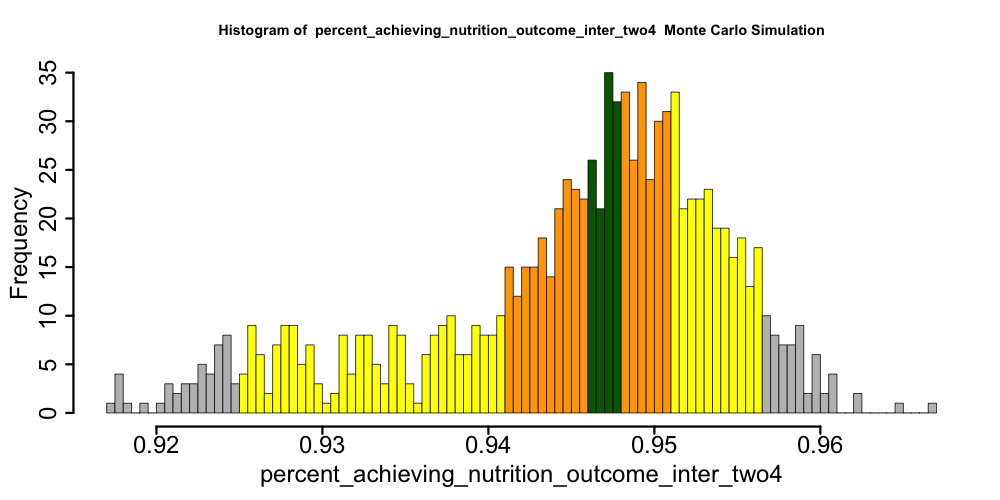 Histogram of percent_achieving_nutrition_outcome_inter_two4 Monte Carlo Simulation
Frequency
35
30
25
20
15
10
5
0
0.92 0.93 0.94 0.95 0.96
percent_achieving_nutrition_outcome_inter_two4